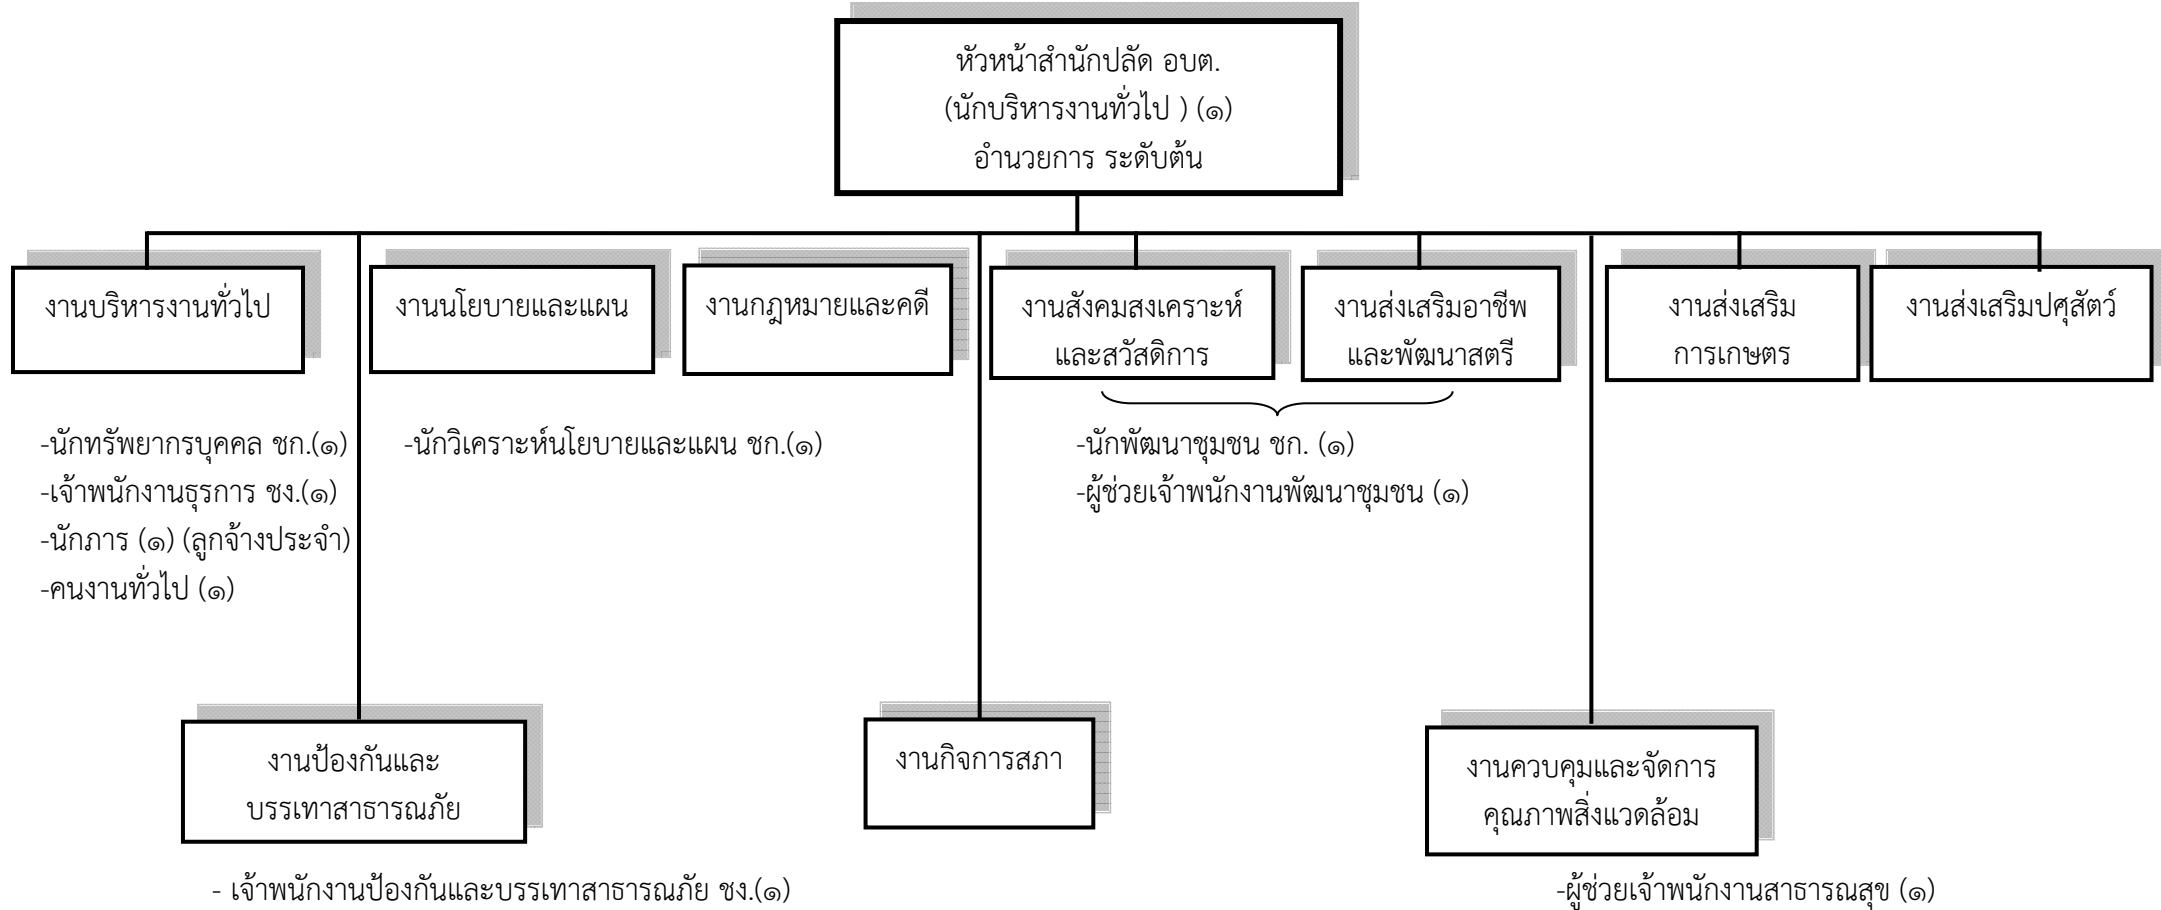 หัวหน้าสำนักปลัด อบต.
(นักบริหารงานทั่วไป ) (๑)
อำนวยการ ระดับต้น
งานบริหารงานทั่วไป
งานนโยบายและแผน
งานกฎหมายและคดี
งานสังคมสงเคราะห์
และสวัสดิการ
งานส่งเสริมอาชีพ
และพัฒนาสตรี
งานส่งเสริม
การเกษตร
งานส่งเสริมปศุสัตว์
-นักทรัพยากรบุคคล ชก.(๑)
-เจ้าพนักงานธุรการ ชง.(๑)
-นักภาร (๑) (ลูกจ้างประจำ)
-คนงานทั่วไป (๑)
-นักวิเคราะห์นโยบายและแผน ชก.(๑)
-นักพัฒนาชุมชน ชก. (๑)
-ผู้ช่วยเจ้าพนักงานพัฒนาชุมชน (๑)
งานป้องกันและ
บรรเทาสาธารณภัย
งานกิจการสภา
งานควบคุมและจัดการ
คุณภาพสิ่งแวดล้อม
- เจ้าพนักงานป้องกันและบรรเทาสาธารณภัย ชง.(๑)
-ผู้ช่วยเจ้าพนักงานสาธารณสุข (๑)